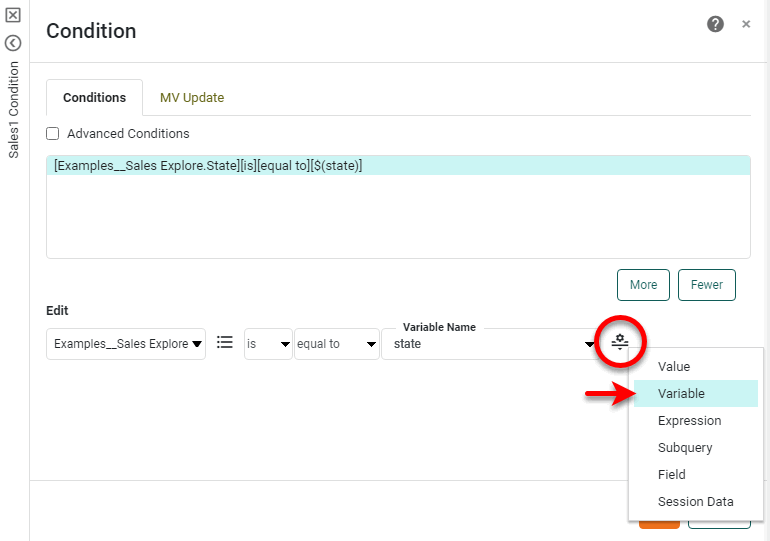 Condition
Sales1 Condition
Conditions
MV Update
Advanced Conditions
[Examples__Sales Explore.State][is][equal to][$(state)]
More
Fewer
Edit
Variable Name
Examples__Sales Explore
is
equal to
state
Value
Variable
Expression
Subquery
Field
Session Data